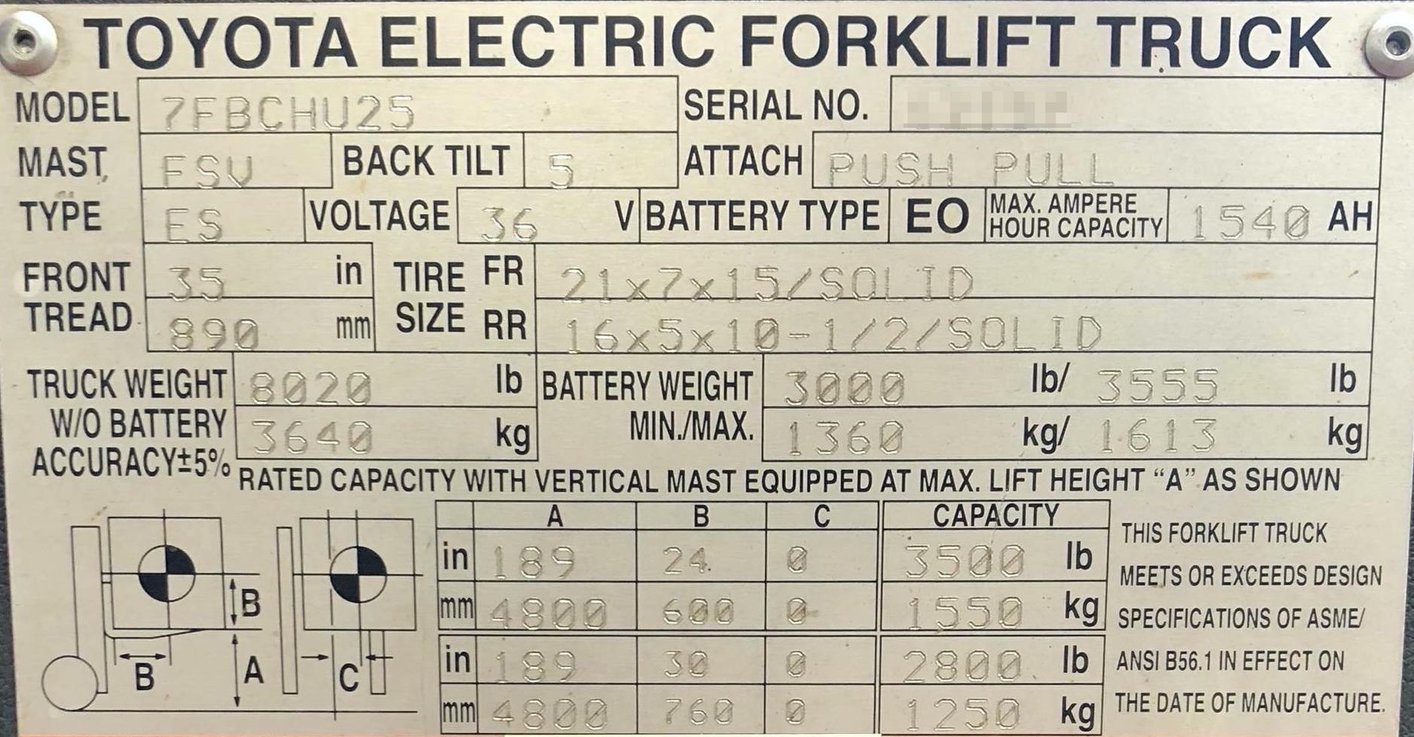 TOYOTA ELECTRIC FORKLIFT TRUCK
MODEL 7FBCHU25 SERIAL NO.
MAST FSV BACK TILT 5 ATTACH PUSH PULL
TYPE ES VOLTAGE 36 V BATTERY TYPE EO MAX. AMPERE HOUR CAPACITY 1540 AH
FRONT TREAD 35 in TIRE SIZE FR 21x7x15/SOLID
890 mm RR 16x5x10-1/2/SOLID
TRUCK WEIGHT 8020 lb BATTERY WEIGHT 3000 lb/ 3555 lb
W/O BATTERY 3640 kg MIN./MAX. 1360 kg/ 1613 kg
ACCURACY±5%
RATED CAPACITY WITH VERTICAL MAST EQUIPPED AT MAX. LIFT HEIGHT “A” AS SHOWN
A B C CAPACITY
in 189 24 0 3500 lb
mm 4800 600 0 1550 kg
in 189 30 0 2800 lb
mm 4800 760 0 1250 kg
B
B A C
THIS FORKLIFT TRUCK
MEETS OR EXCEEDS DESIGN
SPECIFICATIONS OF ASME/
ANSI B56.1 IN EFFECT ON
THE DATE OF MANUFACTURE.